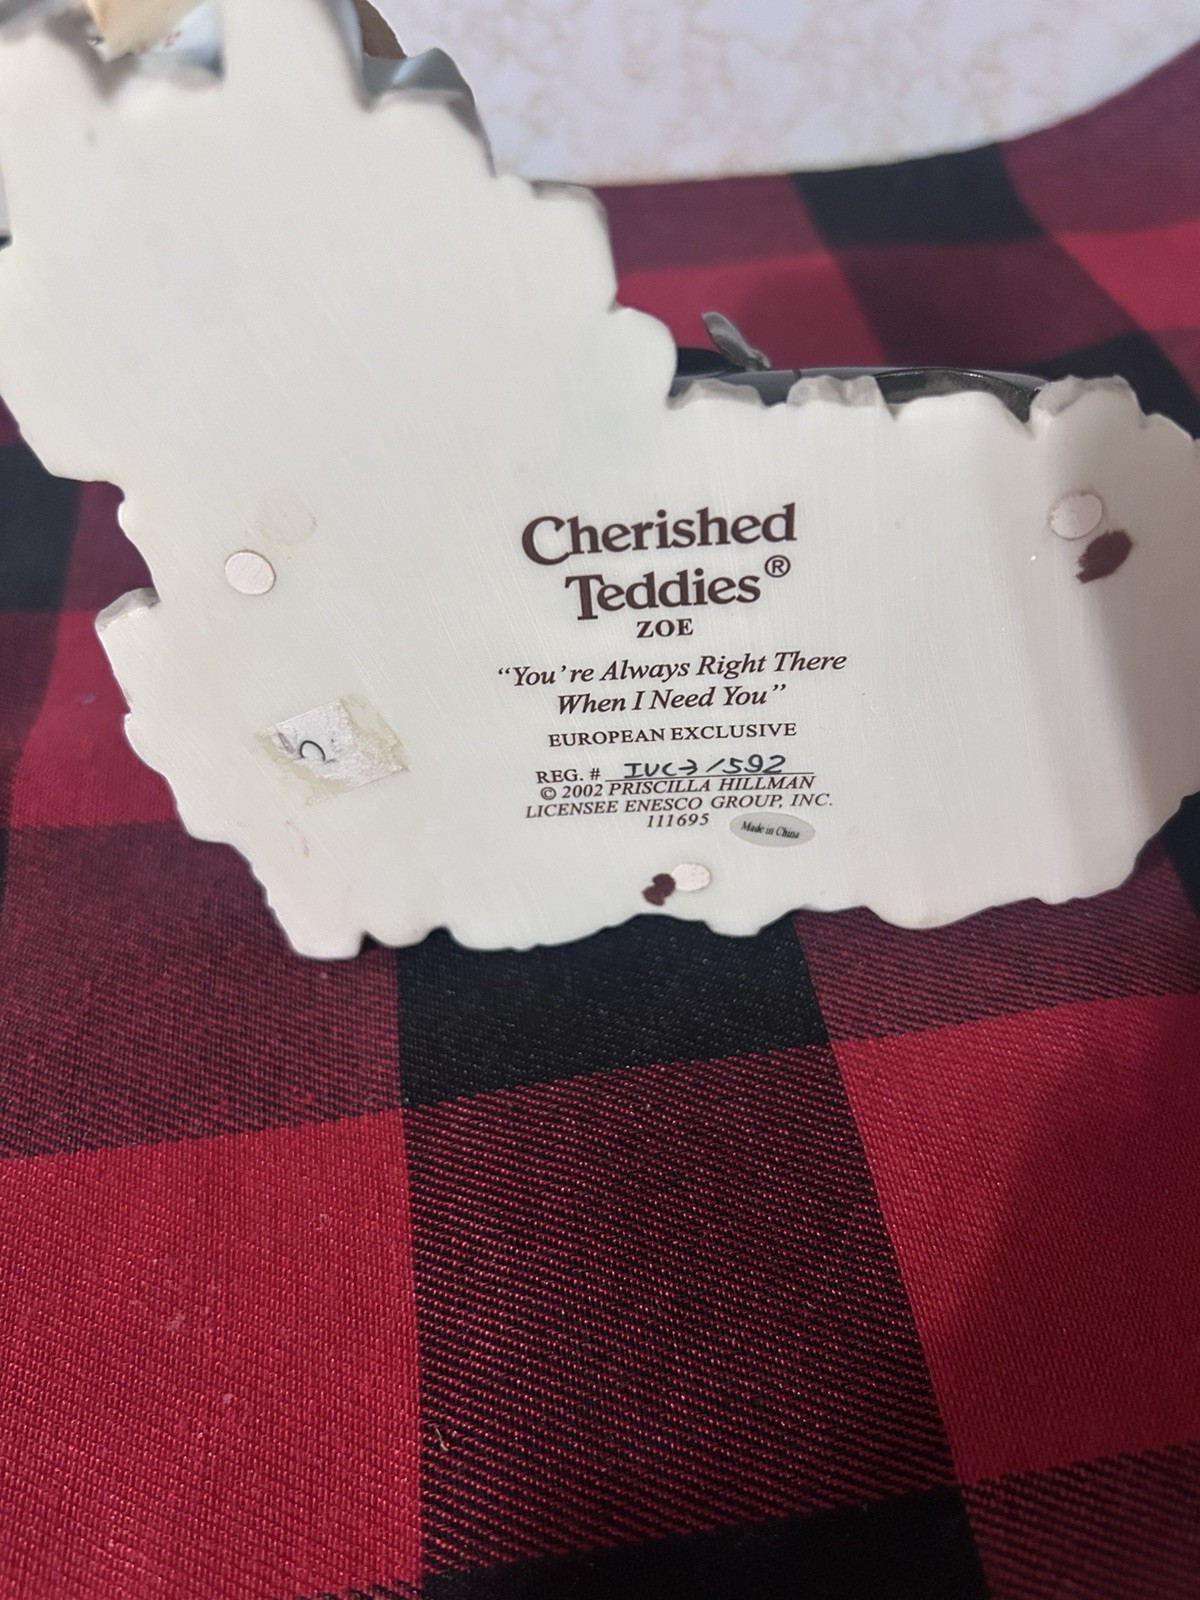 Cherished
Teddies®
ZOE
“You're Always Right There
When I Need You”
EUROPEAN EXCLUSIVE
REG. # IVC7/592
© 2002 PRISCILLA HILLMAN
LICENSEE ENESCO GROUP, INC.
111695
Made in China